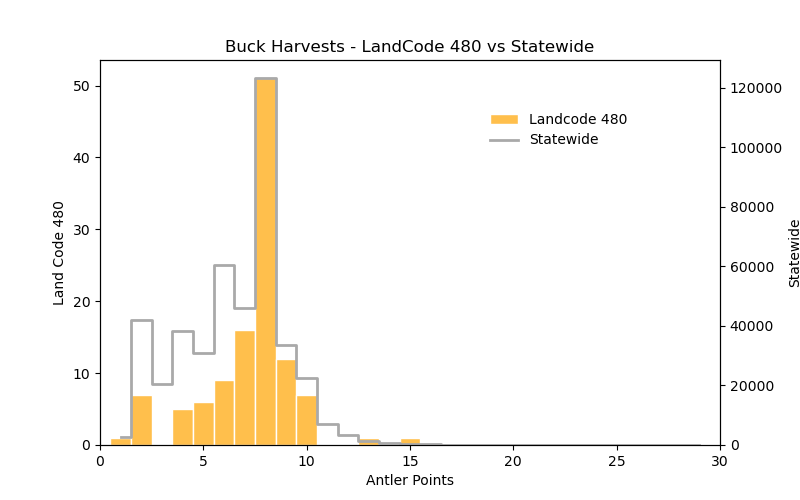 Buck Harvests - LandCode 480 vs Statewide
50
40
30
20
10
0
Land Code 480
120000
100000
80000
60000
40000
20000
0
Statewide
Landcode 480
Statewide
0 5 10 15 20 25 30
Antler Points